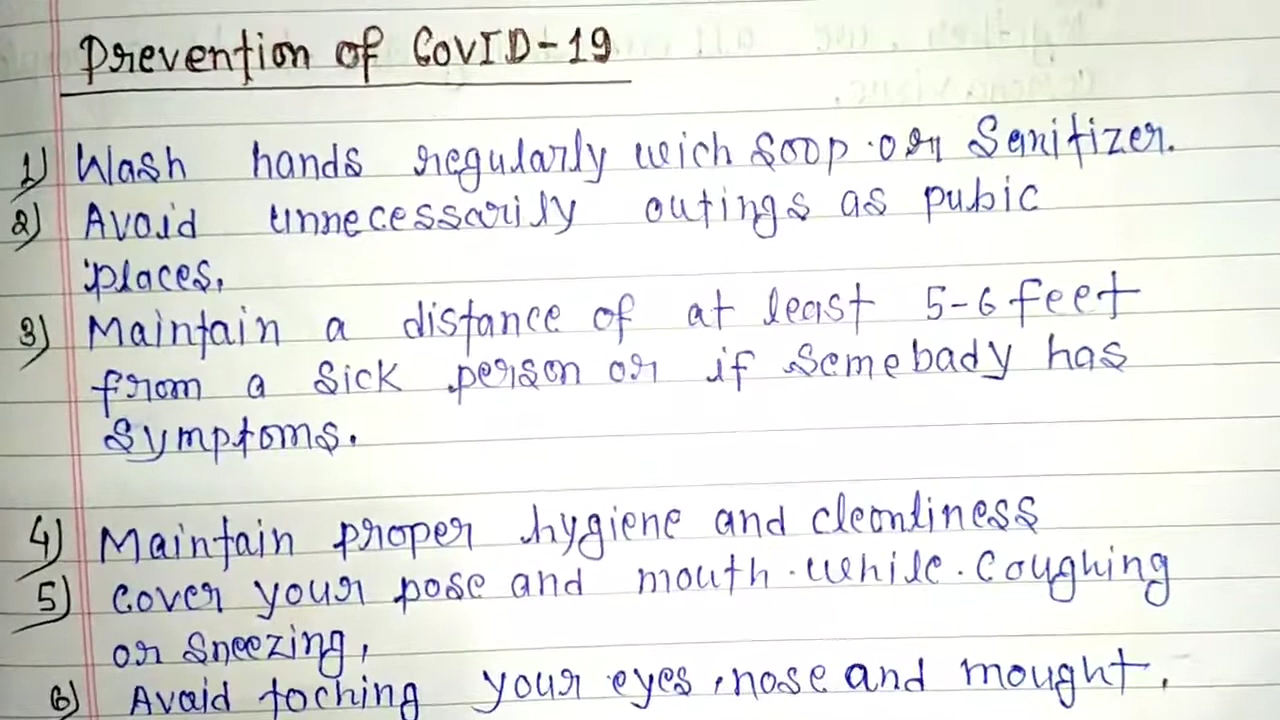 Prevention of CovID-19
1) Wash hands regularly wich soop or Sanitizer.
2) Avoid unnecessarily outings as pubic
places.
3) Maintain a distance of at least 5-6 feet
from a sick person or if Somebady has
symptoms.
4) Maintain proper hygiene and cleanliness
5) Cover your pose and mouth while Coughing
or Sneezing,
6) Avoid toching your eyes, nose and mought.